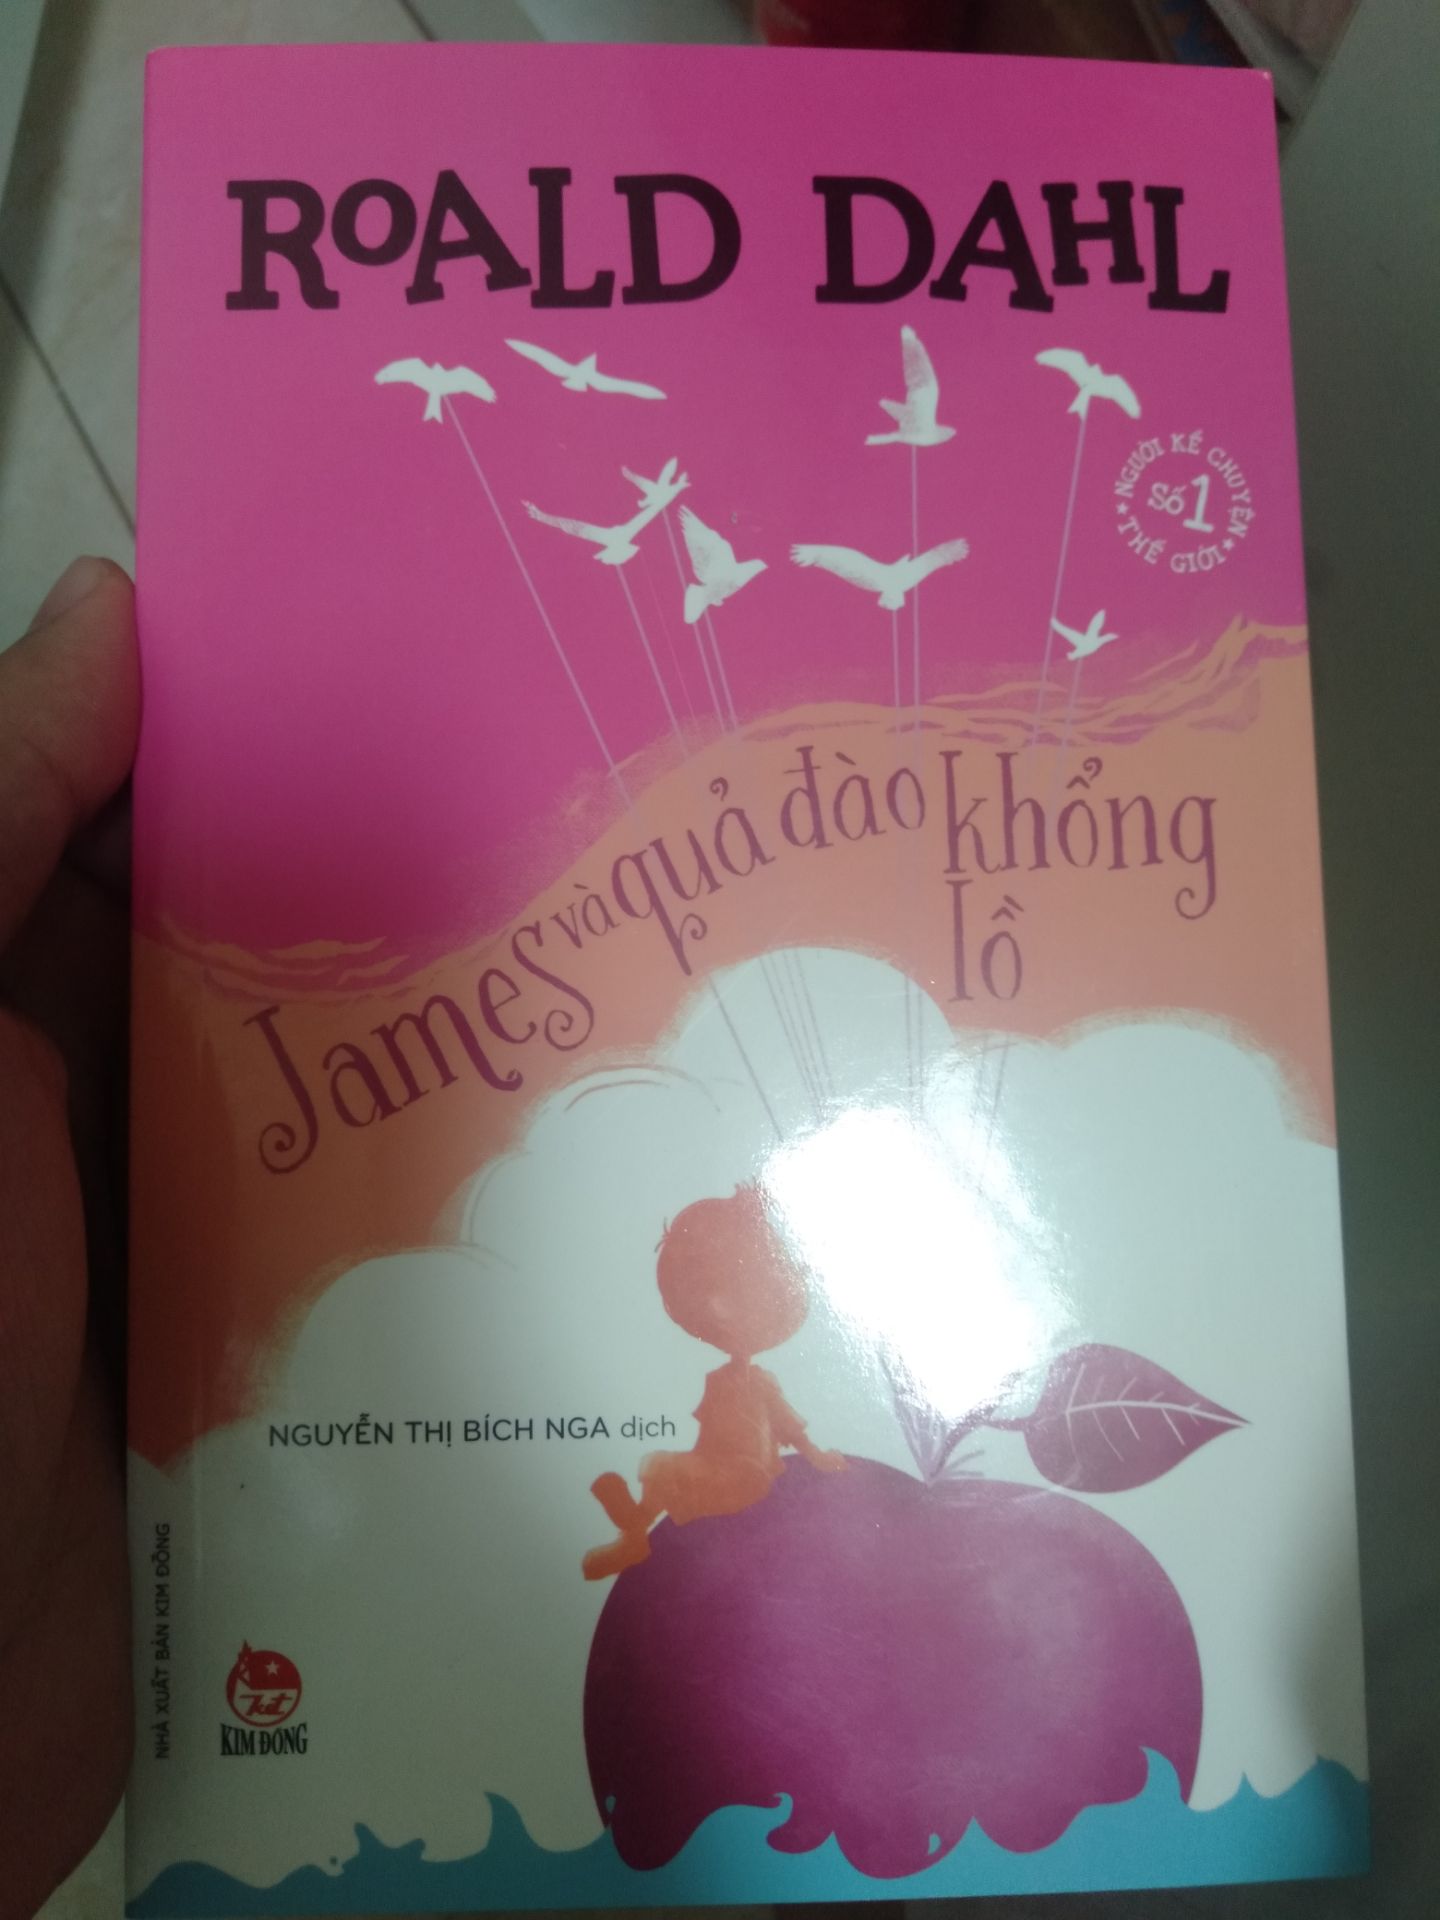 ROALD DAHL
NGƯỜI KỂ CHUYỆN
Số 1
THẾ GIỚI
James và quả đào khổng
lồ
NGUYỄN THỊ BÍCH NGA dịch
NHÀ XUẤT BẢN KIM ĐỒNG
KIM ĐỒNG